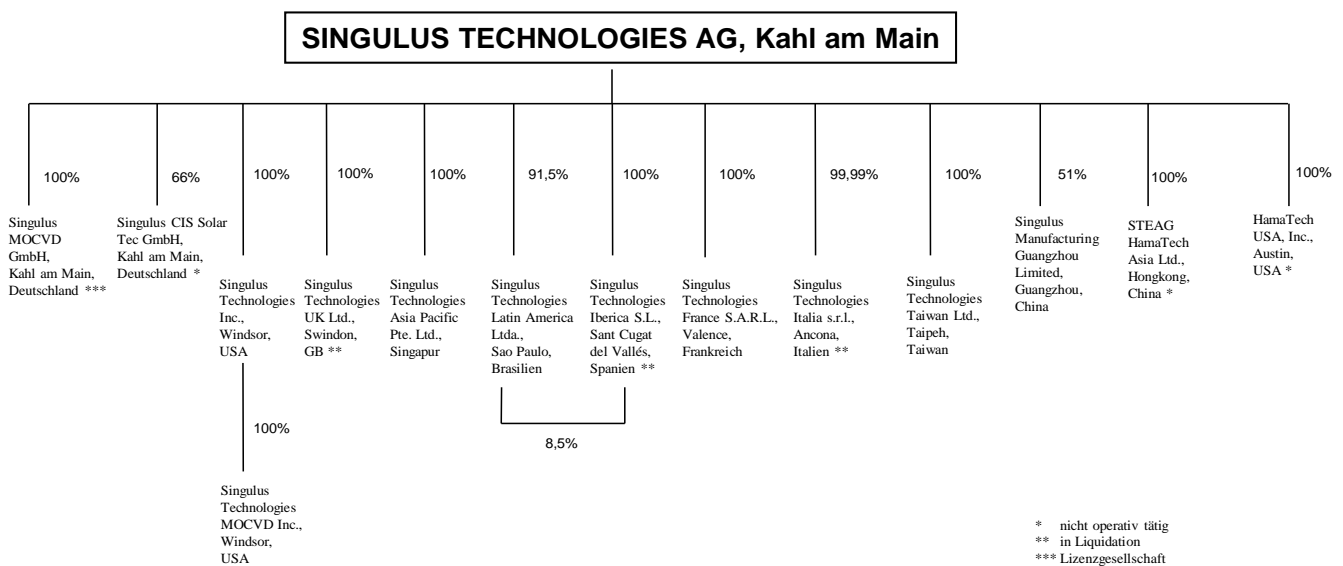 SINGULUS TECHNOLOGIES AG, Kahl am Main
100%
Singulus
MOCVD
GmbH,
Kahl am Main,
Deutschland ***
66%
Singulus CIS Solar
Tec GmbH,
Kahl am Main,
Deutschland *
100%
Singulus
Technologies
Inc.,
Windsor,
USA
100%
Singulus
Technologies
MOCVD Inc.,
Windsor,
USA
100%
Singulus
Technologies
UK Ltd.,
Swindon,
GB **
100%
Singulus
Technologies
Asia Pacific
Pte. Ltd.,
Singapur
91,5%
Singulus
Technologies
Latin America
Ltda.,
Sao Paulo,
Brasilien
100%
Singulus
Technologies
Iberica S.L.,
Sant Cugat
del Vallés,
Spanien **
8,5%
100%
Singulus
Technologies
France S.A.R.L.,
Valence,
Frankreich
99,99%
Singulus
Technologies
Italia s.r.l.,
Ancona,
Italien **
100%
Singulus
Technologies
Taiwan Ltd.,
Taipeh,
Taiwan
51%
Singulus
Manufacturing
Guangzhou
Limited,
Guangzhou,
China
100%
STEAG
HamaTech
Asia Ltd.,
Hongkong,
China *
100%
HamaTech
USA, Inc.,
Austin,
USA *
* nicht operativ tätig
** in Liquidation
*** Lizenzgesellschaft